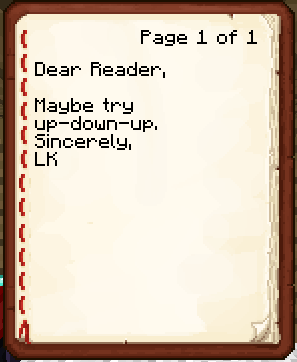 Page 1 of 1
Dear Reader,
Maybe try
up-down-up.
Sincerely,
LK